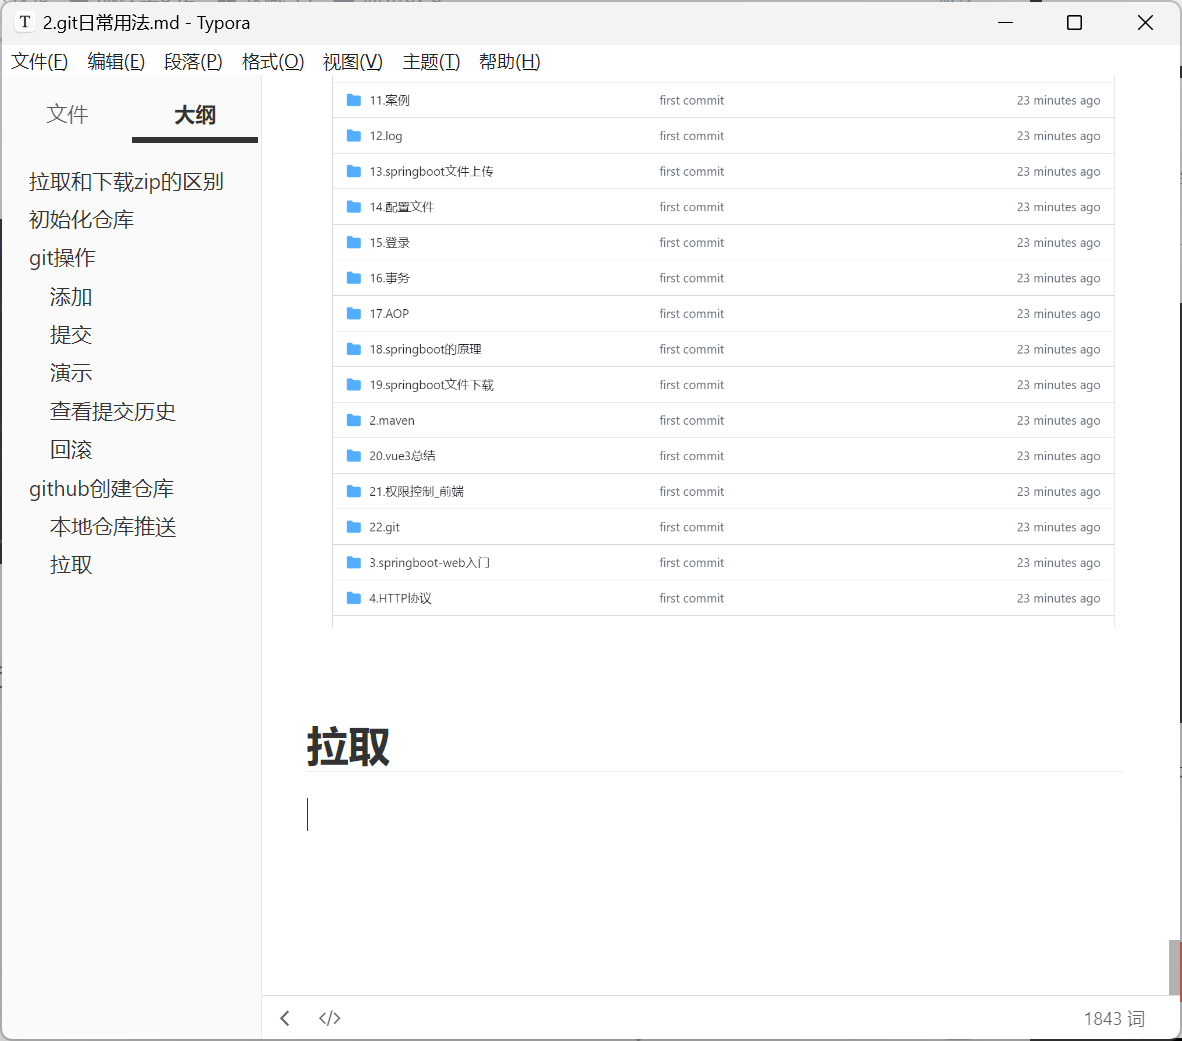 2.git日常用法.md - Typora
文件(F) 编辑(E) 段落(P) 格式(O) 视图(V) 主题(T) 帮助(H)
文件 大纲
拉取和下载zip的区别
初始化仓库
git操作
添加
提交
演示
查看提交历史
回滚
github创建仓库
本地仓库推送
拉取
11.案例 first commit 23 minutes ago
12.log first commit 23 minutes ago
13.springboot文件上传 first commit 23 minutes ago
14.配置文件 first commit 23 minutes ago
15.登录 first commit 23 minutes ago
16.事务 first commit 23 minutes ago
17.AOP first commit 23 minutes ago
18.springboot的原理 first commit 23 minutes ago
19.springboot文件下载 first commit 23 minutes ago
2.maven first commit 23 minutes ago
20.vue3总结 first commit 23 minutes ago
21.权限控制_前端 first commit 23 minutes ago
22.git first commit 23 minutes ago
3.springboot-web入门 first commit 23 minutes ago
4.HTTP协议 first commit 23 minutes ago
拉取
1843 词